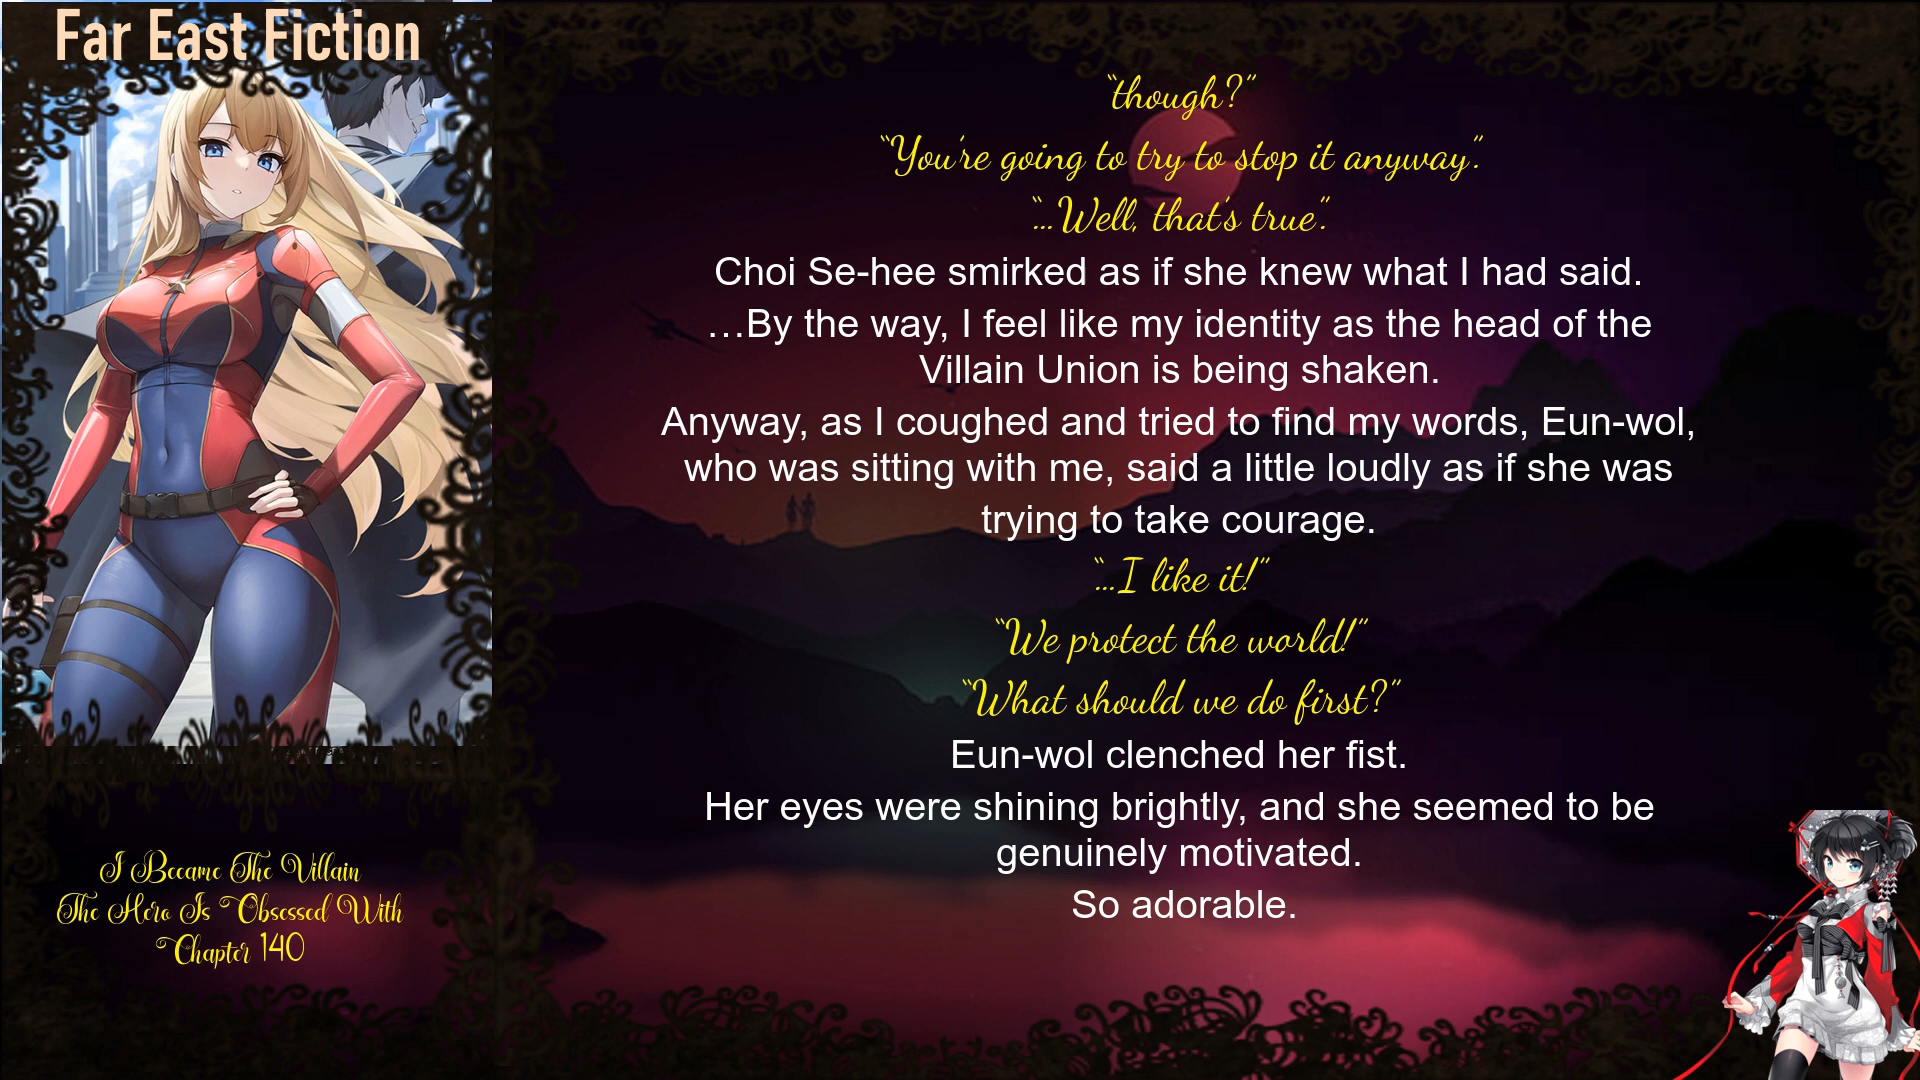 Far East Fiction
I Became The Villain
The Hero Is Obsessed With
Chapter 140
“though?”
“You’re going to try to stop it anyway.”
“…Well, that’s true.”
Choi Se-hee smirked as if she knew what I had said.
…By the way, I feel like my identity as the head of the
Villain Union is being shaken.
Anyway, as I coughed and tried to find my words, Eun-wol,
who was sitting with me, said a little loudly as if she was
trying to take courage.
“…I like it!”
“We protect the world!”
“What should we do first?”
Eun-wol clenched her fist.
Her eyes were shining brightly, and she seemed to be
genuinely motivated.
So adorable.